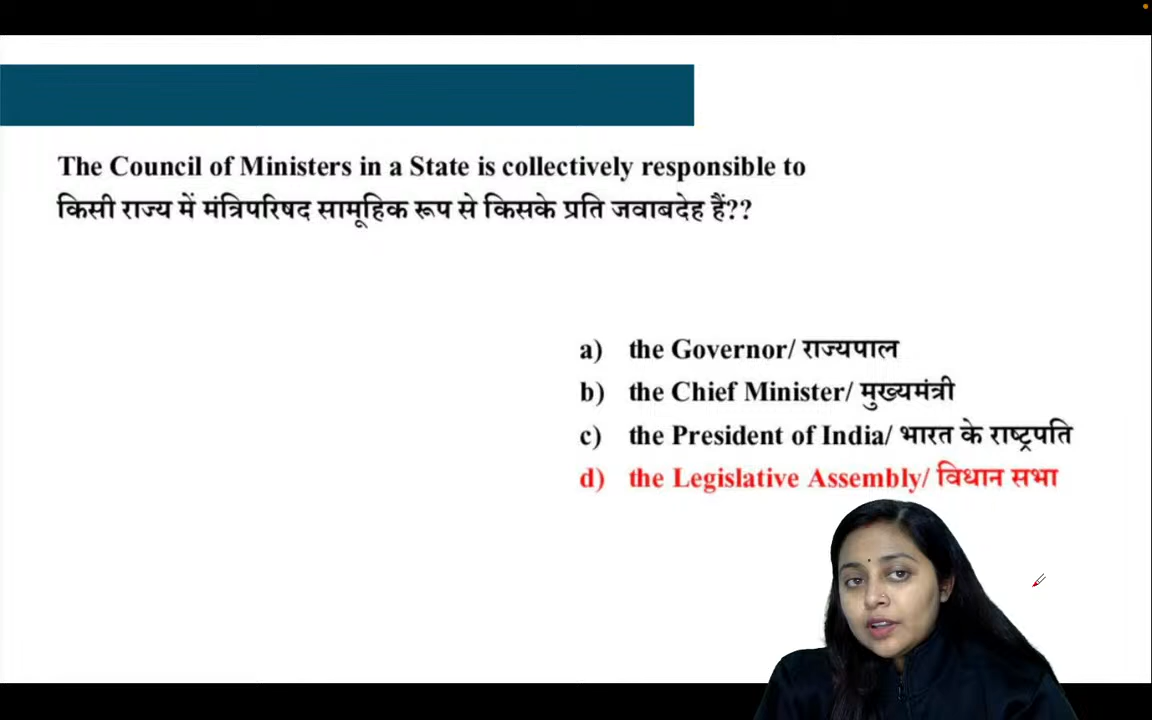 The Council of Ministers in a State is collectively responsible to
किसी राज्य में मंत्रिपरिषद सामूहिक रूप से किसके प्रति जवाबदेह हैं??
a) the Governor/ राज्यपाल
b) the Chief Minister/ मुख्यमंत्री
c) the President of India/ भारत के राष्ट्रपति
d) the Legislative Assembly/ विधान सभा